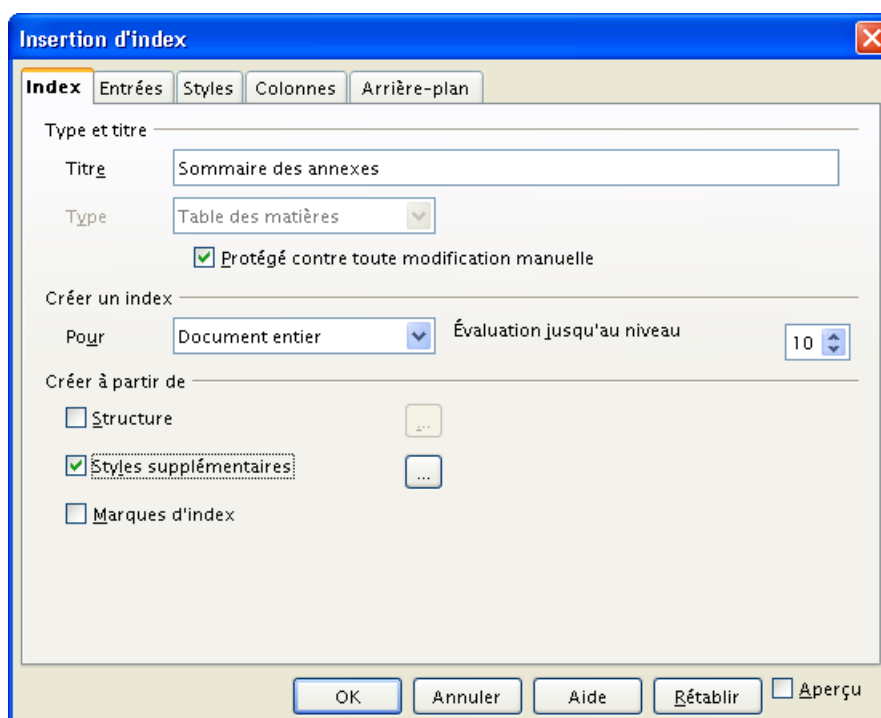 Insertion d'index
Index Entrées Styles Colonnes Arrière-plan
Type et titre
Titre Sommaire des annexes
Type Table des matières
Protégé contre toute modification manuelle
Créer un index
Pour Document entier Évaluation jusqu'au niveau 10
Créer à partir de
Structure ...
Styles supplémentaires ...
Marques d'index
OK Annuler Aide Rétablir Aperçu